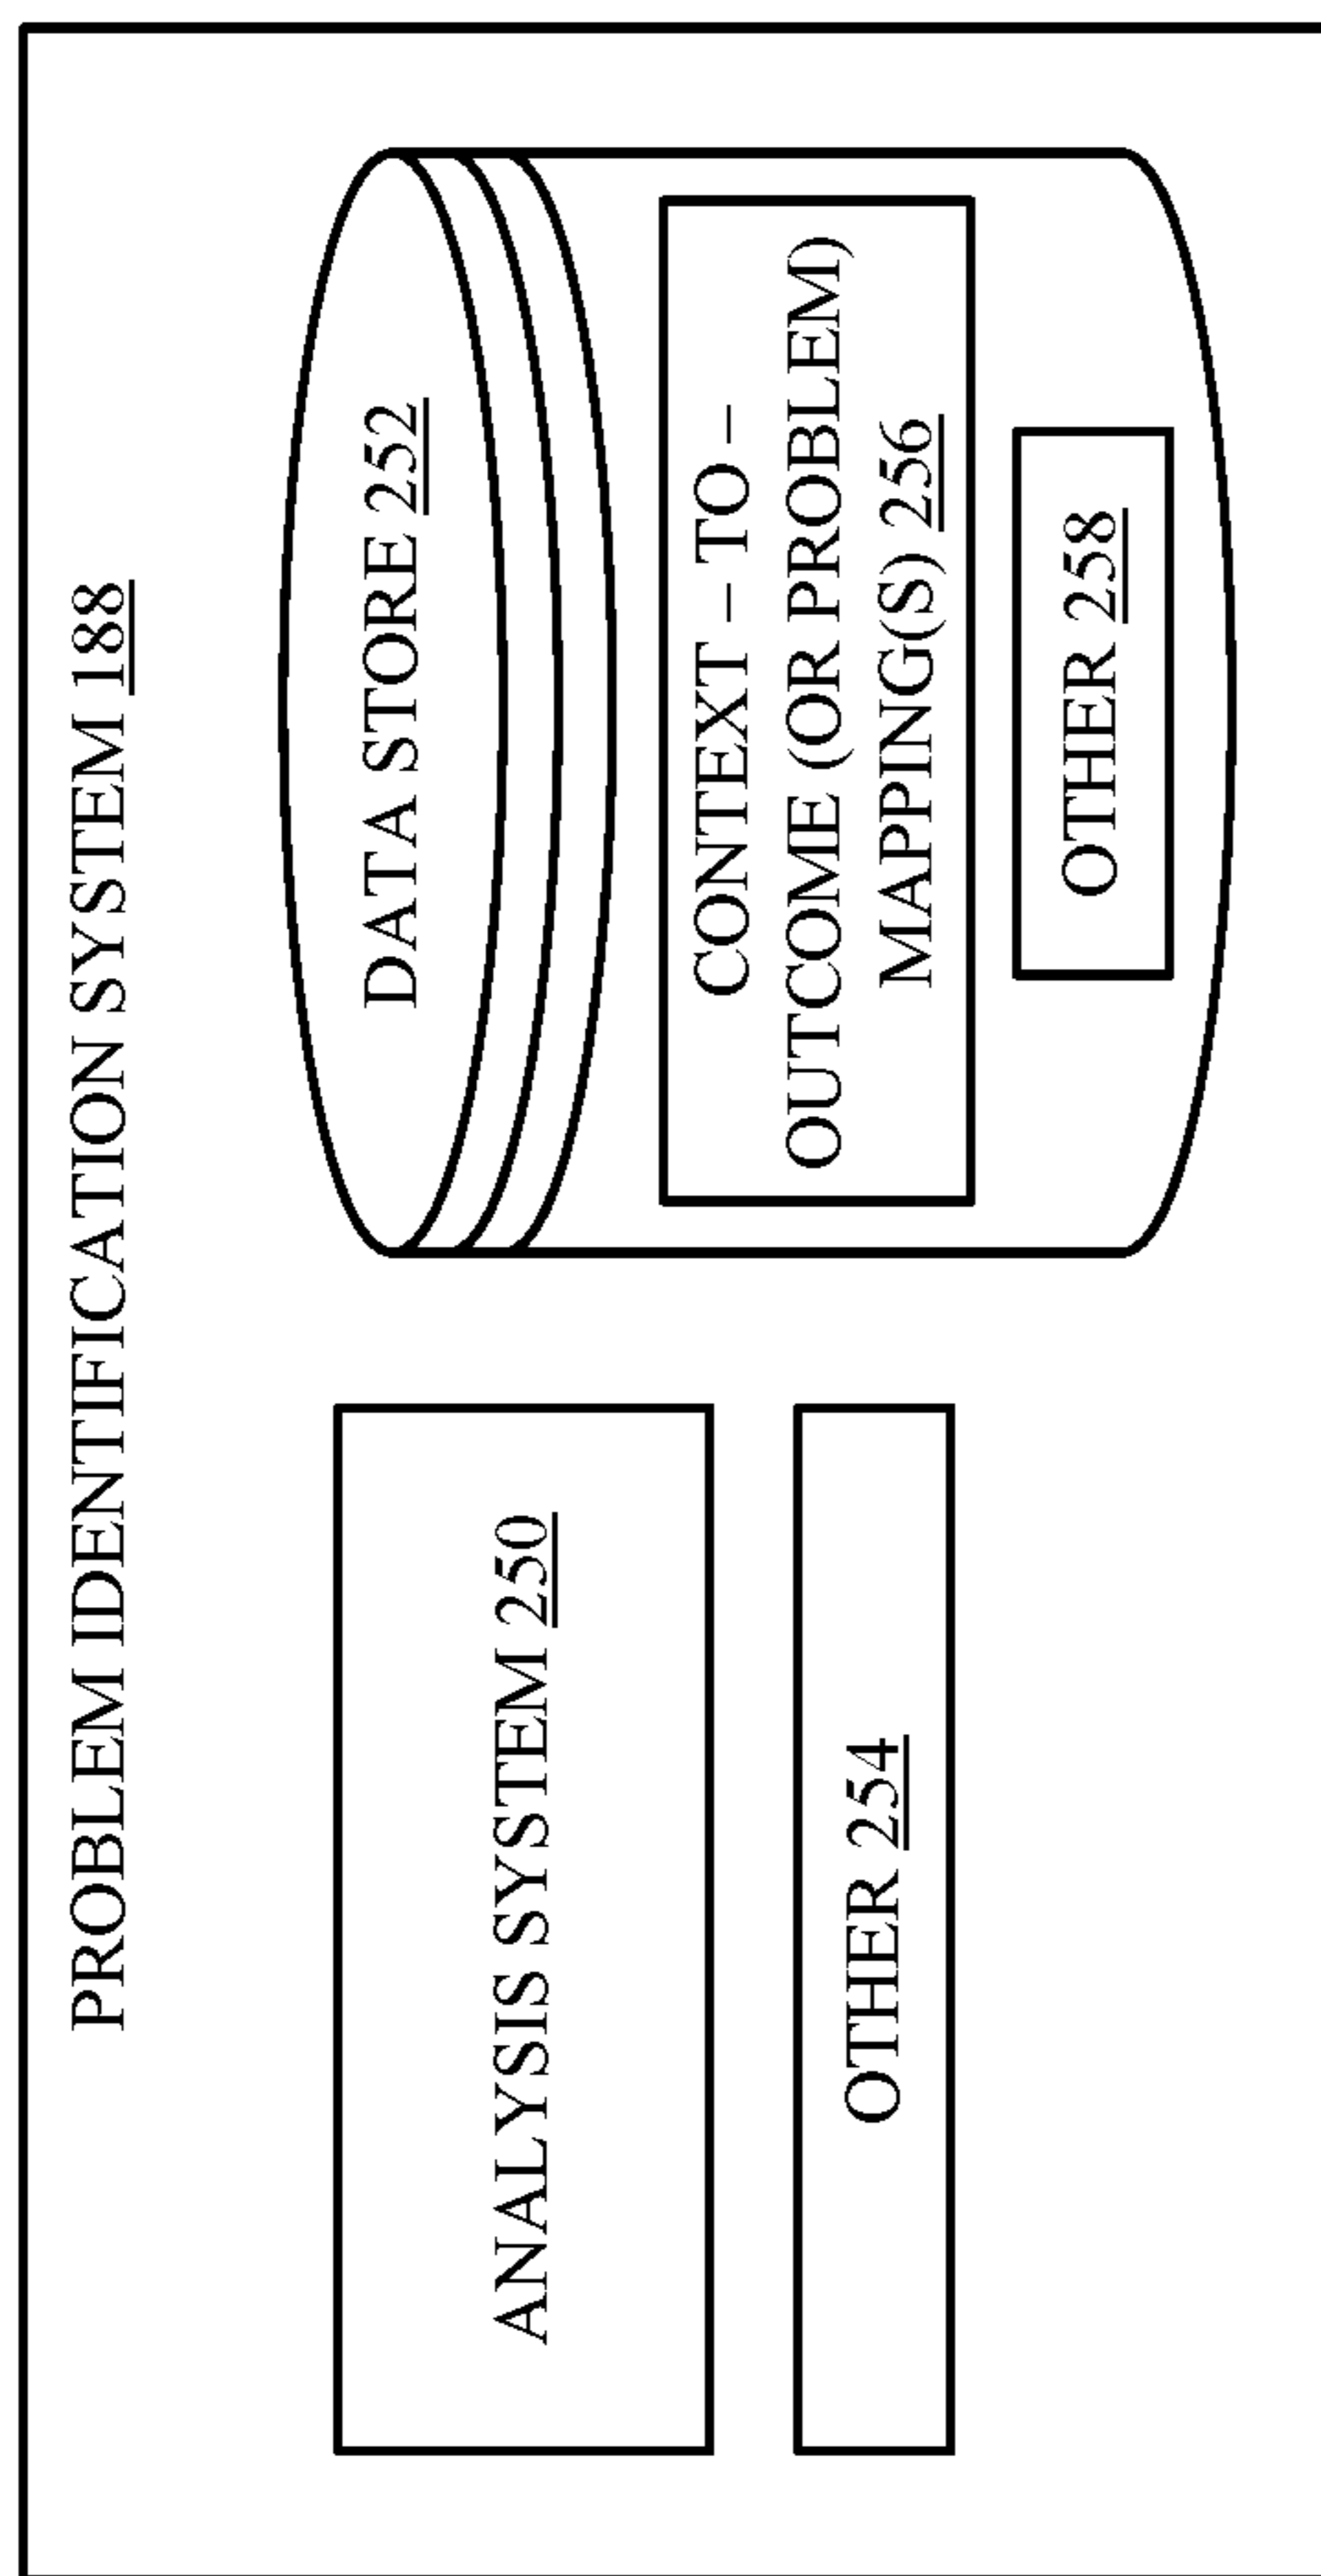 PROBLEM IDENTIFICATION SYSTEM 188
ANALYSIS SYSTEM 250
OTHER 254
DATA STORE 252
CONTEXT – TO –
OUTCOME (OR PROBLEM)
MAPPING(S) 256
OTHER 258